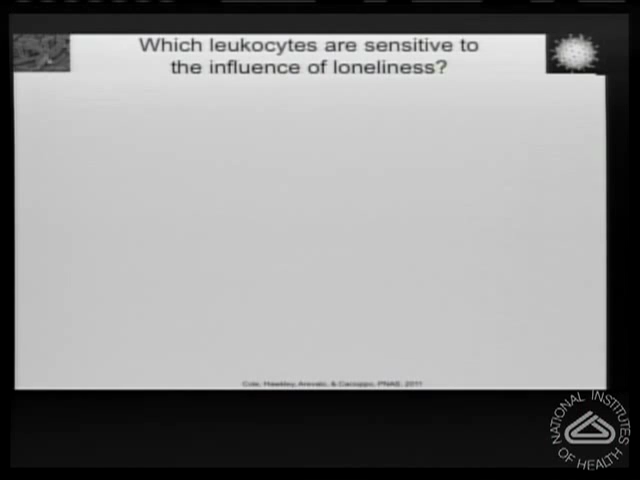 Which leukocytes are sensitive to
the influence of loneliness?
Cole, Hawkley, Arevalo, & Cacioppo, PNAS, 2011
NATIONAL INSTITUTES
OF HEALTH